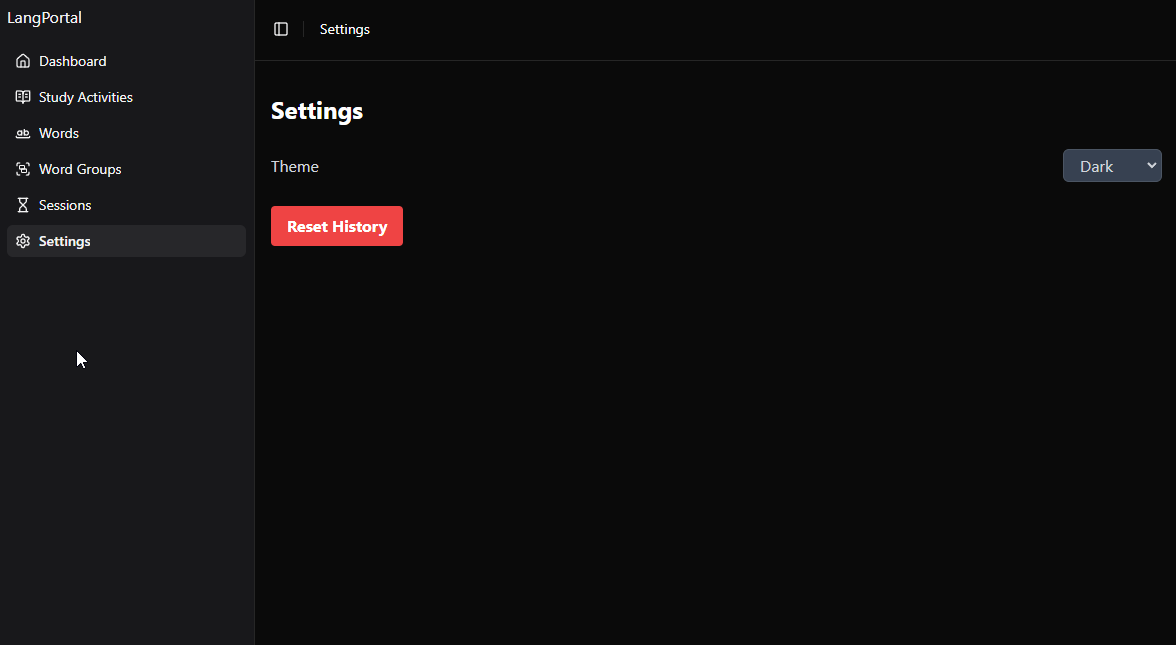 LangPortal
Dashboard
Study Activities
Words
Word Groups
Sessions
Settings
Settings
Settings
Theme
Dark
Reset History